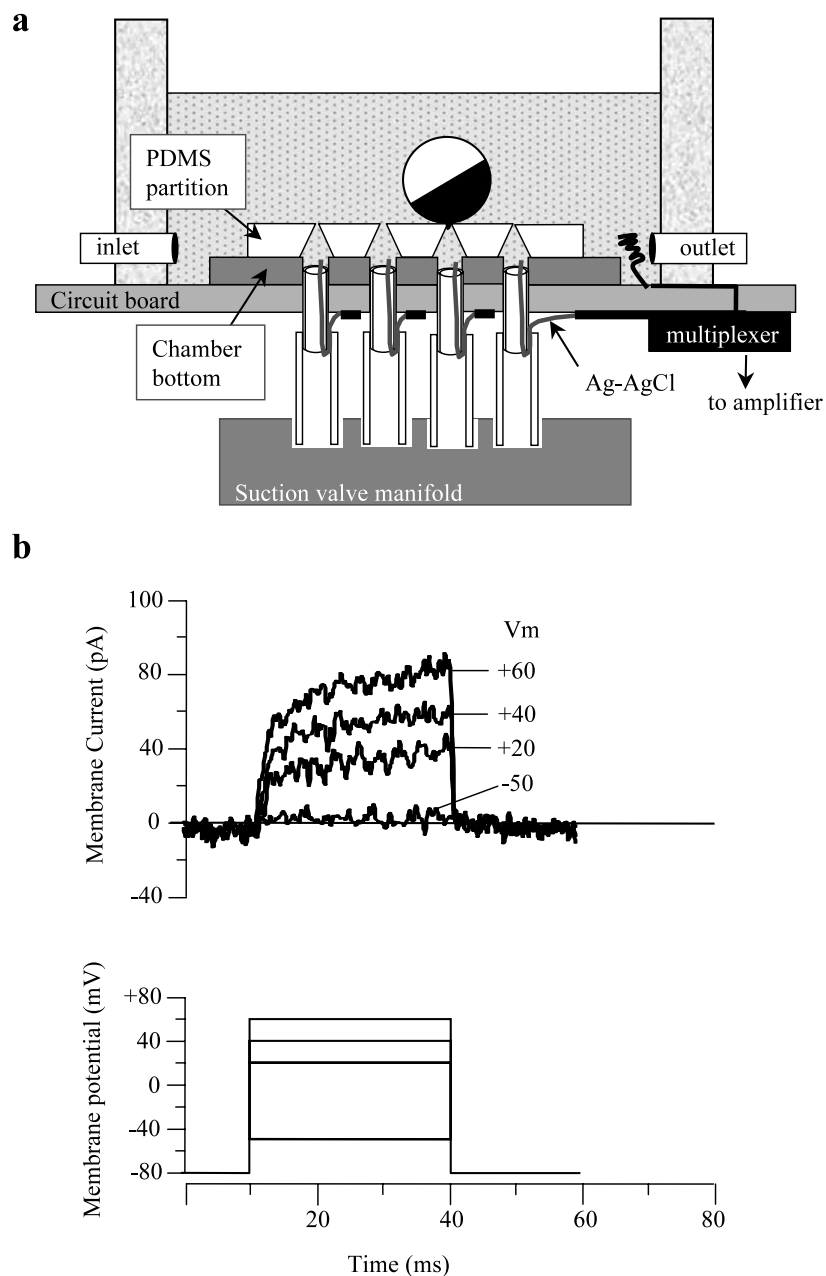 a
PDMS
partition
inlet
outlet
Circuit board
multiplexer
Chamber
bottom
Ag-AgCl
to amplifier
Suction valve manifold
b
Membrane Current (pA)
100
80
40
0
-40
Vm
+60
+40
+20
-50
Membrane potential (mV)
+80
40
0
-40
-80
20
40
60
80
Time (ms)